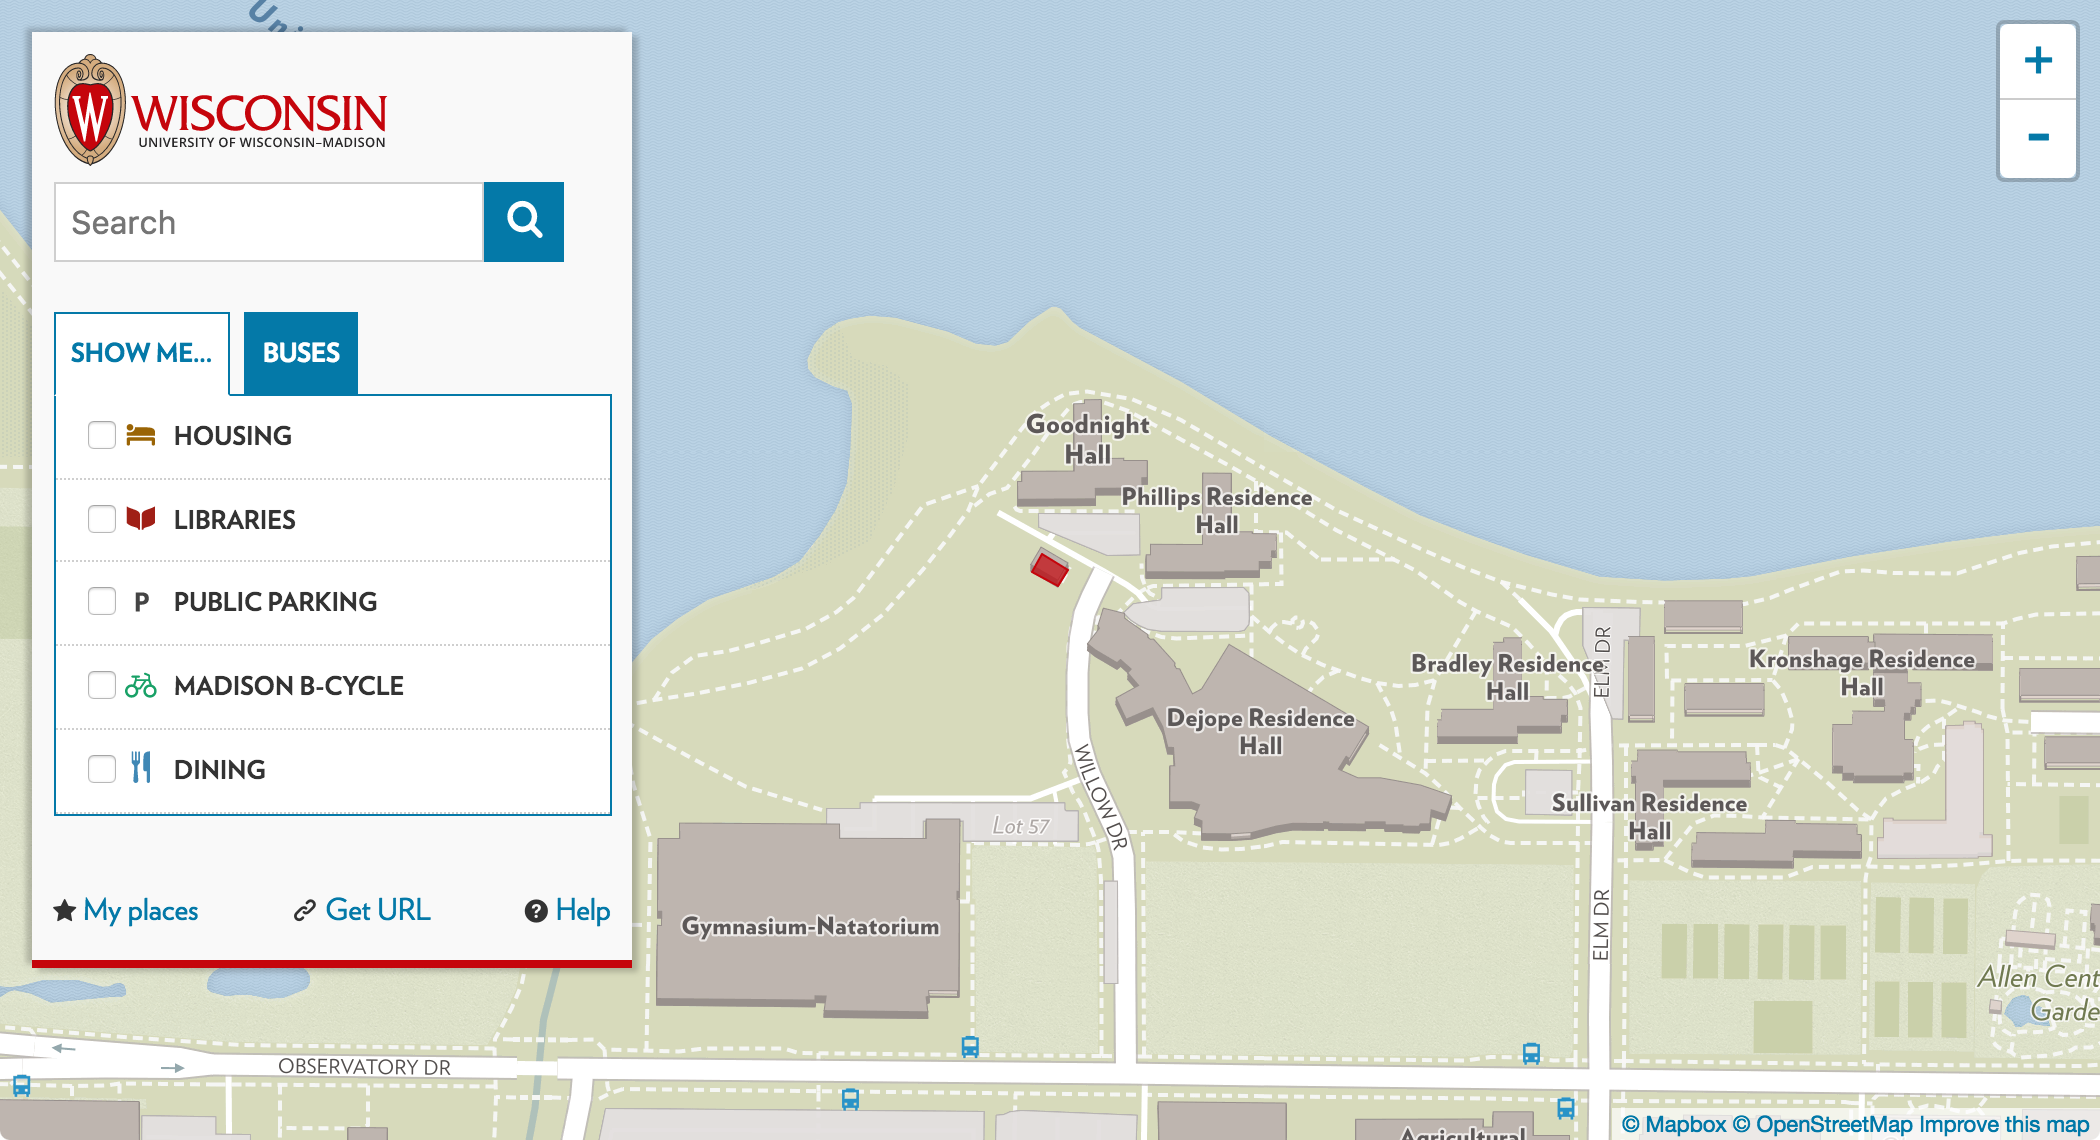 Uni
W
WISCONSIN
UNIVERSITY OF WISCONSIN–MADISON
Search
SHOW ME...
BUSES
HOUSING
LIBRARIES
P PUBLIC PARKING
MADISON B-CYCLE
DINING
My places
Get URL
? Help
+
-
Goodnight
Hall
Phillips Residence
Hall
Bradley Residence
Hall
ELM DR
Kronshage Residence
Hall
Dejope Residence
Hall
WILLOW DR
Lot 57
Sullivan Residence
Hall
Gymnasium-Natatorium
ELM DR
Allen Cent
Garde
OBSERVATORY DR
Agricultural
© Mapbox © OpenStreetMap Improve this map